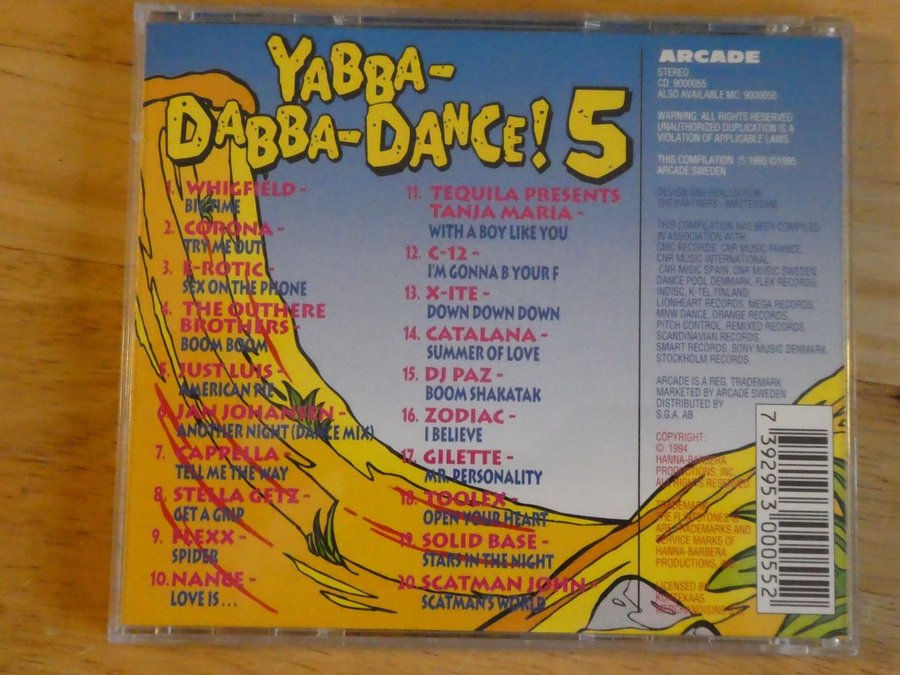 YABBA-
DABBA-DANCE! 5
1. WHIGFIELD -
BIG TIME
2. CORONA -
TRY ME OUT
3. E-ROTIC -
SEX ON THE PHONE
4. THE OUTHERE
BROTHERS -
BOOM BOOM
5. JUST LUIS -
AMERICAN PIE
6. JAN JOHANSEN -
ANOTHER NIGHT (DANCE MIX)
7. CAPPELLA -
TELL ME THE WAY
8. STELLA GETZ -
GET A GRIP
9. FLEXX -
SPIDER
10. NANCE -
LOVE IS ...
11. TEQUILA PRESENTS
TANJA MARIA -
WITH A BOY LIKE YOU
12. C-12 -
I'M GONNA B YOUR F
13. X-ITE -
DOWN DOWN DOWN
14. CATALANA -
SUMMER OF LOVE
15. DJ PAZ -
BOOM SHAKATAK
16. ZODIAC -
I BELIEVE
17. GILETTE -
MR. PERSONALITY
18. TOOLEX -
OPEN YOUR HEART
19. SOLID BASE -
STARS IN THE NIGHT
20. SCATMAN JOHN -
SCATMAN'S WORLD
ARCADE
STEREO
CD: 9000055
ALSO AVAILABLE MC: 9000056
WARNING. ALL RIGHTS RESERVED
UNAUTHORIZED DUPLICATION IS A
VIOLATION OF APPLICABLE LAWS
THIS COMPILATION ℗ 1995 © 1995
ARCADE SWEDEN
DESIGN AND REALIZATION:
THE PARTNERS - AMSTERDAM
THIS COMPILATION HAS BEEN COMPILED
IN ASSOCIATION WITH:
CMC RECORDS, CNR MUSIC FRANCE,
CNR MUSIC INTERNATIONAL,
CNR MISIC SPAIN, CNR MUSIC SWEDEN,
DANCE POOL DENMARK, FLEX RECORDS,
INDISC, K-TEL FINLAND,
LIONHEART RECORDS, MEGA RECORDS,
MNW DANCE, ORANGE RECORDS,
PITCH CONTROL, REMIXED RECORDS,
SCANDINAVIAN RECORDS,
SMART RECORDS, SONY MUSIC DENMARK,
STOCKHOLM RECORDS
ARCADE IS A REG. TRADEMARK
MARKETED BY ARCADE SWEDEN
DISTRIBUTED BY
S.G.A. AB
COPYRIGHT:
© 1994
HANNA-BARBERA
PRODUCTIONS, INC.
ALL RIGHTS RESERVED
TRADEMARK:
THE FLINTSTONES IS
ARE TRADEMARKS AND
SERVICE MARKS OF
HANNA-BARBERA
PRODUCTIONS, INC.
LICENSED BY
KORTEKAAS
MERCHANDISING
7 392953 000552